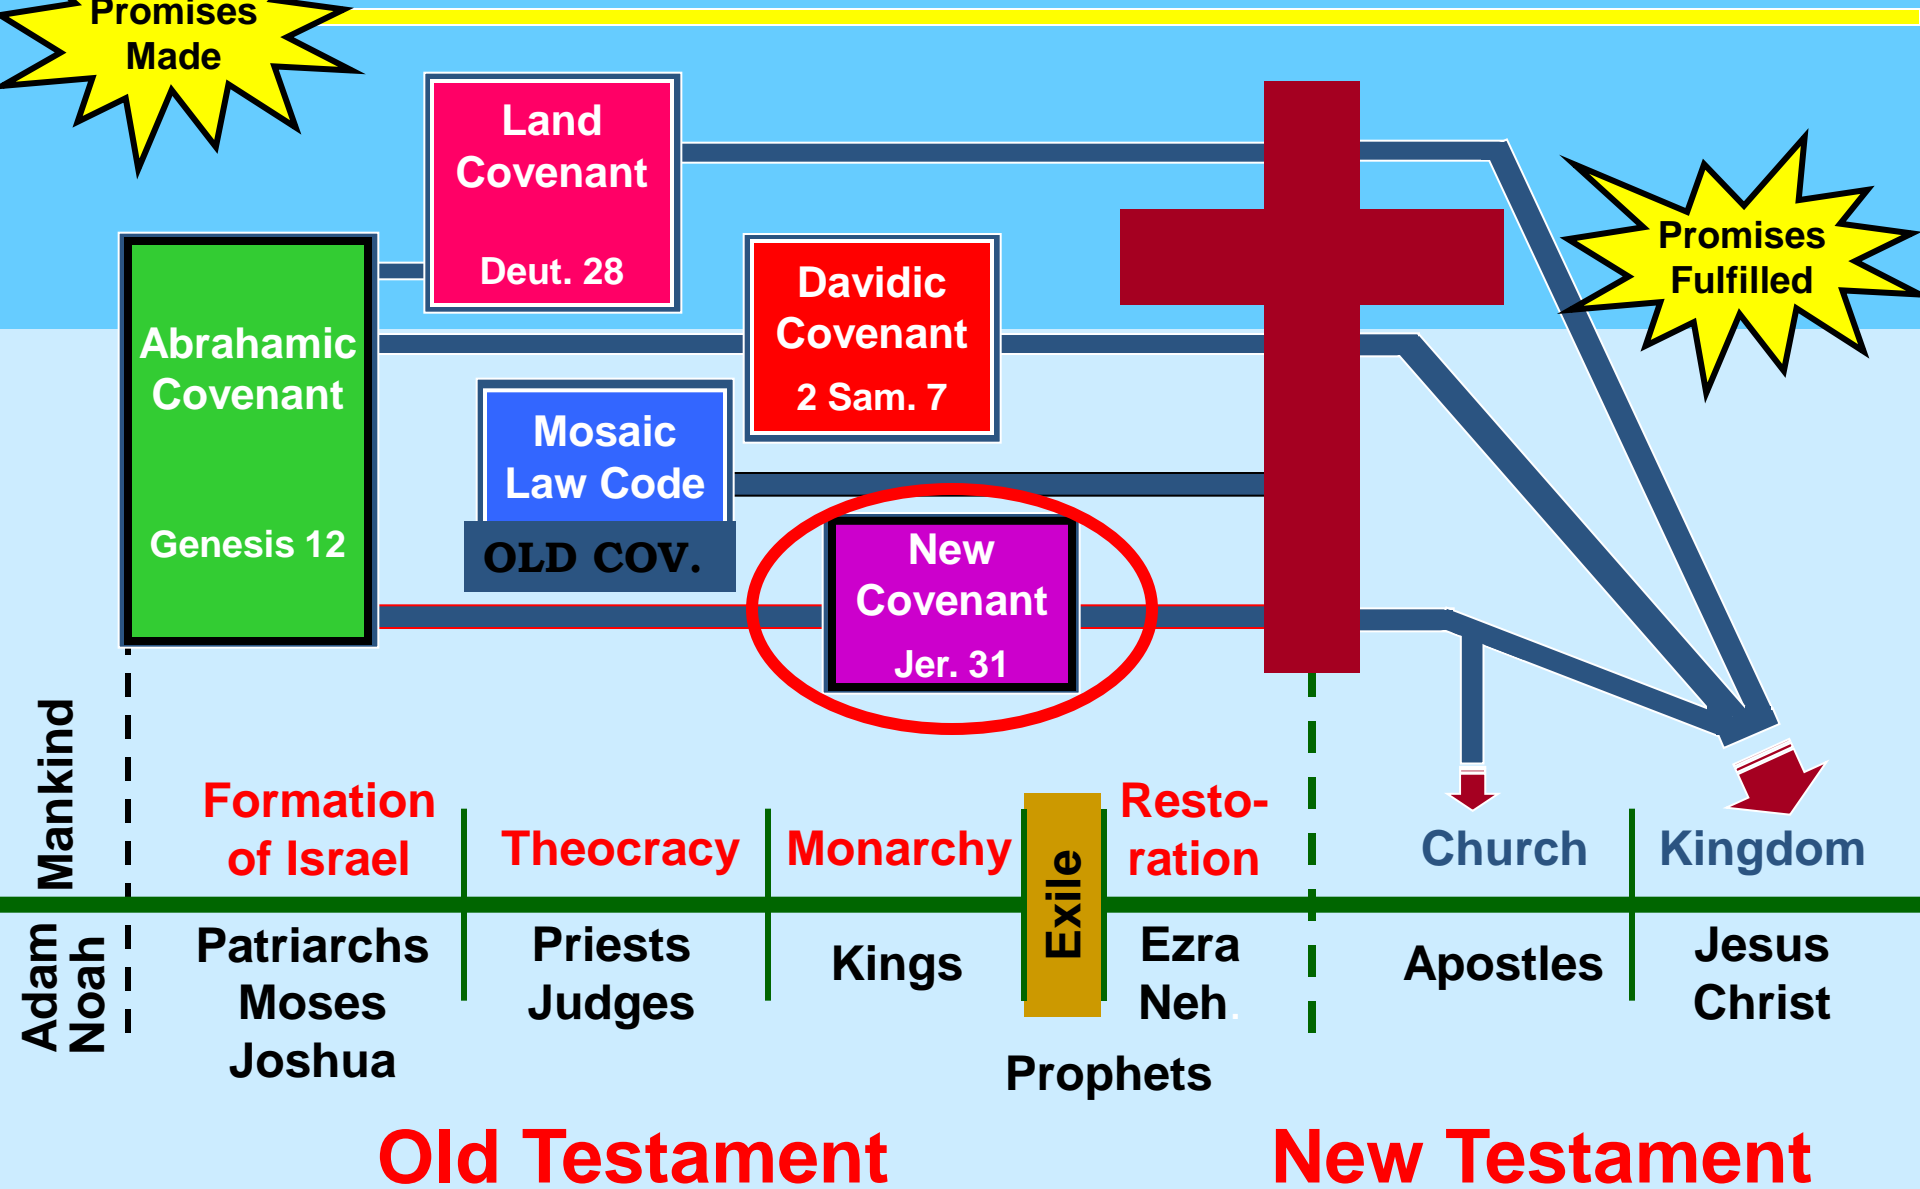 Promises
Made
Land
Covenant
Deut. 28
Promises
Fulfilled
Davidic
Covenant
2 Sam. 7
Abrahamic
Covenant
Genesis 12
Mosaic
Law Code
OLD COV.
New
Covenant
Jer. 31
Mankind
Formation
of Israel
Theocracy
Monarchy
Exile
Resto-
ration
Church
Kingdom
Adam
Noah
Patriarchs
Moses
Joshua
Priests
Judges
Kings
Ezra
Neh.
Prophets
Apostles
Jesus
Christ
Old Testament
New Testament